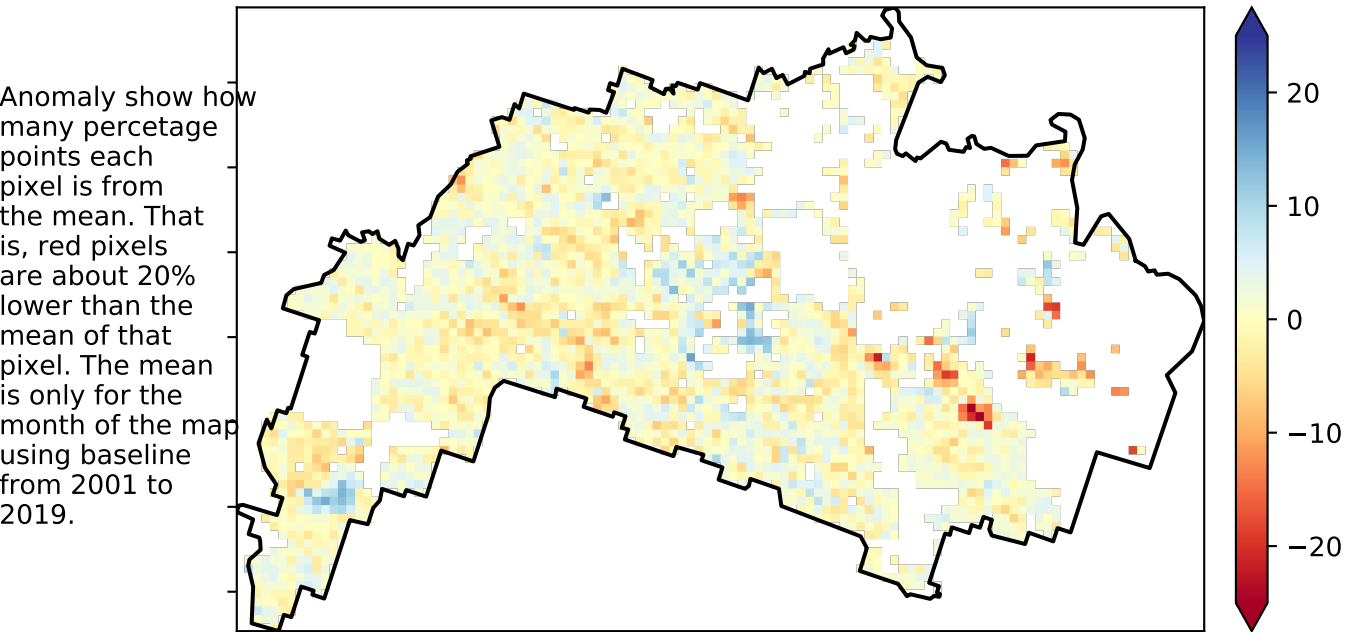 Anomaly show how
many percetage
points each
pixel is from
the mean. That
is, red pixels
are about 20%
lower than the
mean of that
pixel. The mean
is only for the
month of the map
using baseline
from 2001 to
2019.
20
10
0
−10
−20